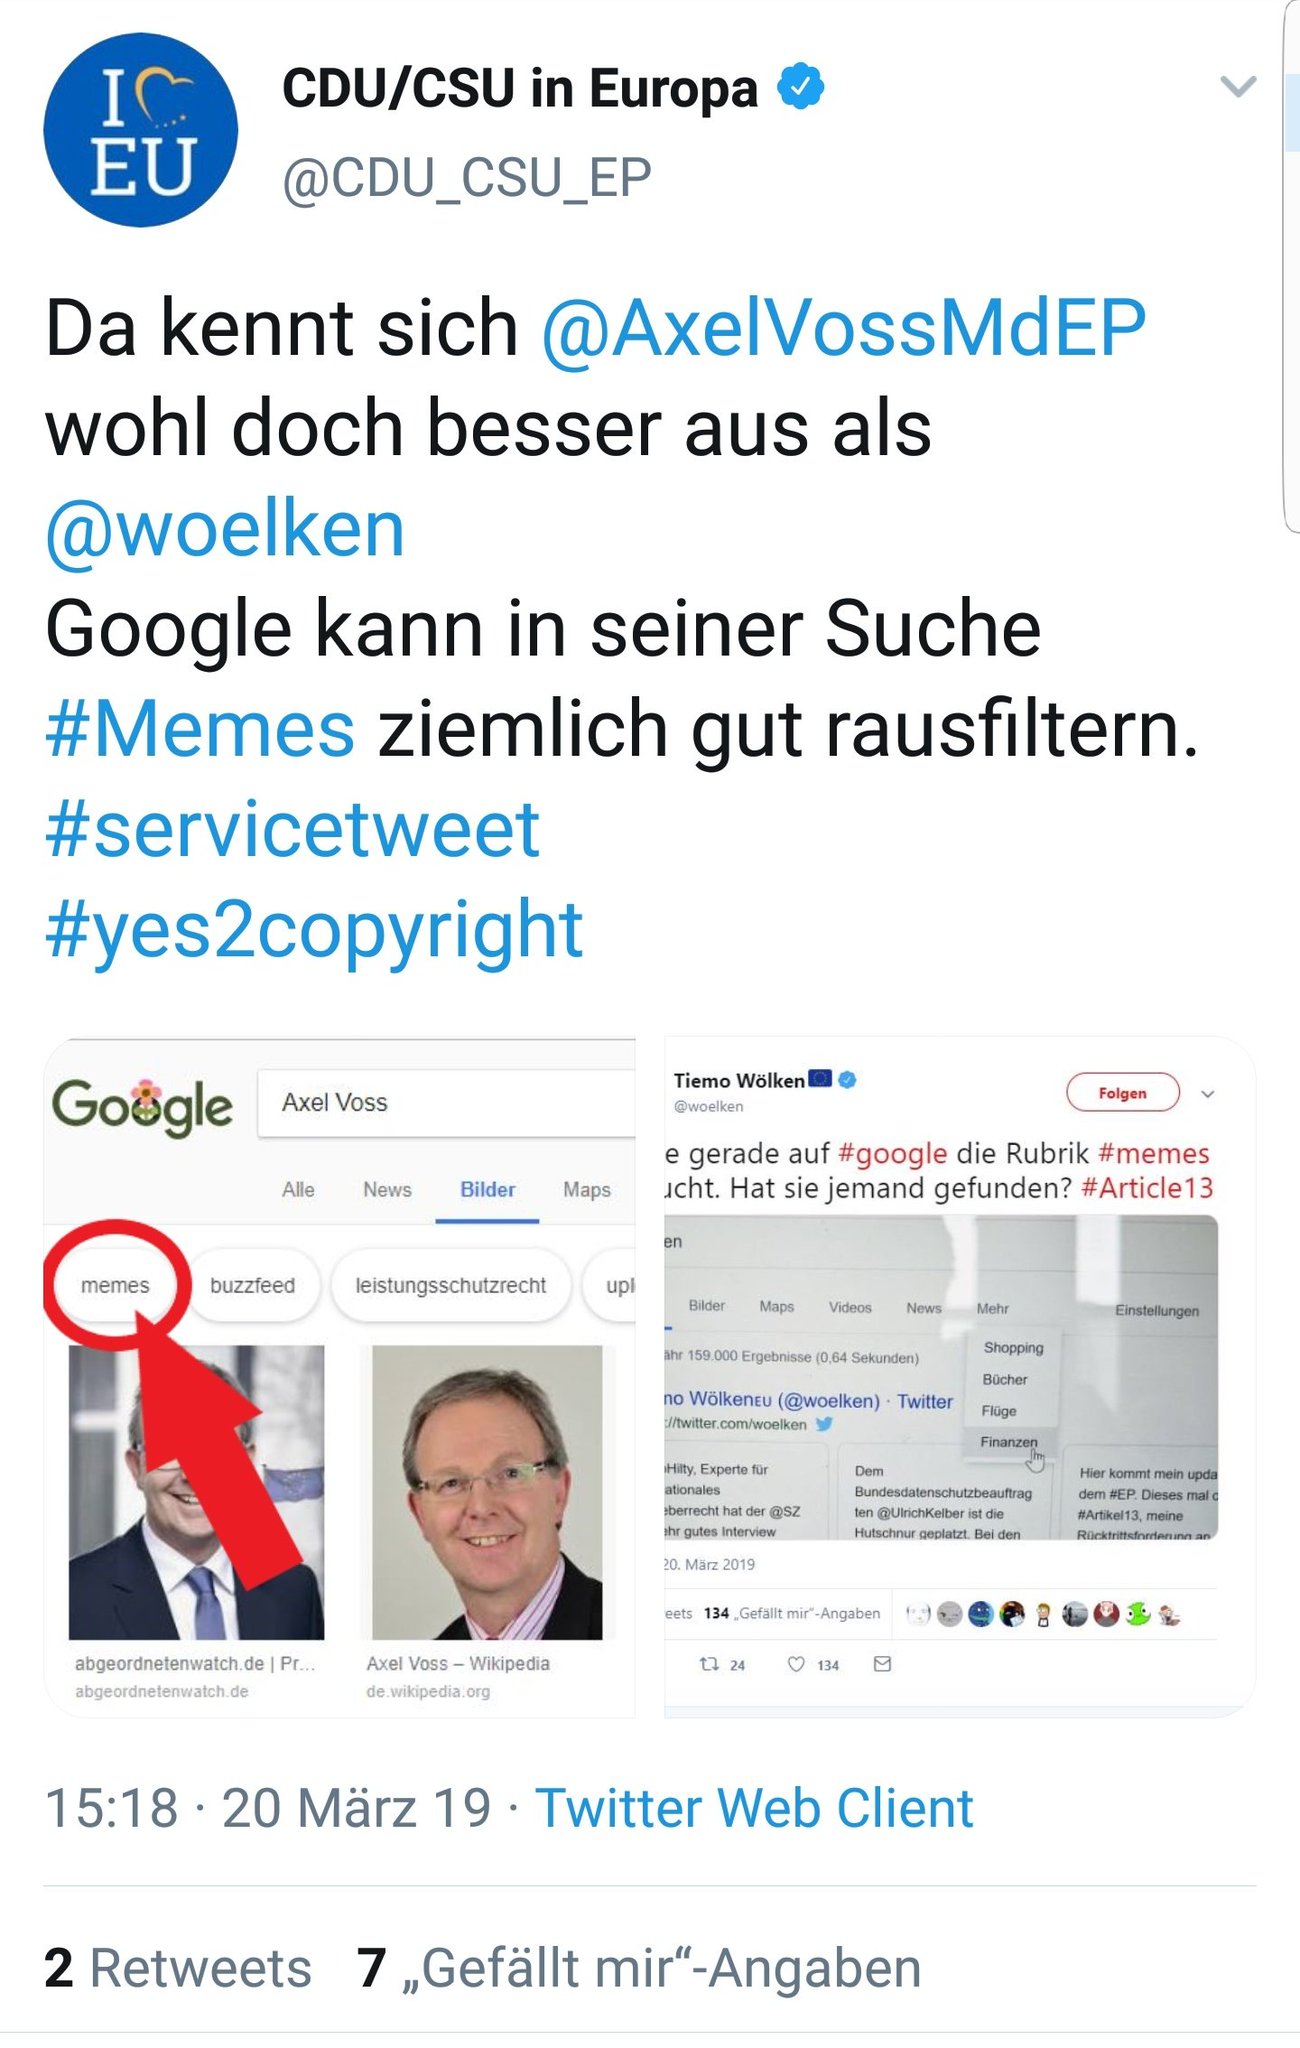 I
EU
CDU/CSU in Europa
@CDU_CSU_EP
Da kennt sich @AxelVossMdEP
wohl doch besser aus als
@woelken
Google kann in seiner Suche
#Memes ziemlich gut rausfiltern.
#servicetweet
#yes2copyright
Google
Axel Voss
Alle News Bilder Maps
memes buzzfeed leistungsschutzrecht upl
abgeordnetenwatch.de | Pr...
abgeordnetenwatch.de
Axel Voss – Wikipedia
de.wikipedia.org
Tiemo Wölken
@woelken
Folgen
e gerade auf #google die Rubrik #memes
ucht. Hat sie jemand gefunden? #Article13
en
Bilder Maps Videos News Mehr Einstellungen
Shopping
Bücher
Flüge
Finanzen
ähr 159.000 Ergebnisse (0,64 Sekunden)
mo WölkenEU (@woelken) · Twitter
://twitter.com/woelken
Hilty, Experte für
ationales
eberrecht hat der @SZ
ehr gutes Interview
Dem
Bundesdatenschutzbeauftrag
ten @UlrichKelber ist die
Hutschnur geplatzt. Bei den
Hier kommt mein upda
dem #EP. Dieses mal c
#Artikel13, meine
Rücktrittsforderung an
20. März 2019
eets 134 „Gefällt mir“-Angaben
24 134
15:18 · 20 März 19 · Twitter Web Client
2 Retweets 7 „Gefällt mir“-Angaben